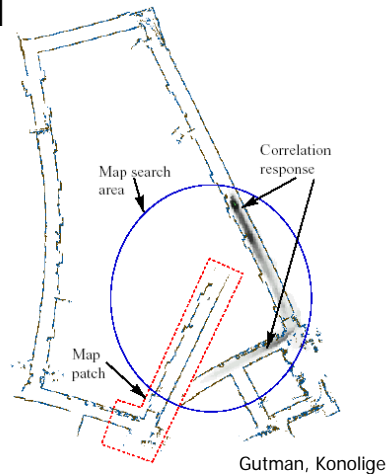 Correlation
response
Map search
area
Map
patch
Gutman, Konolige